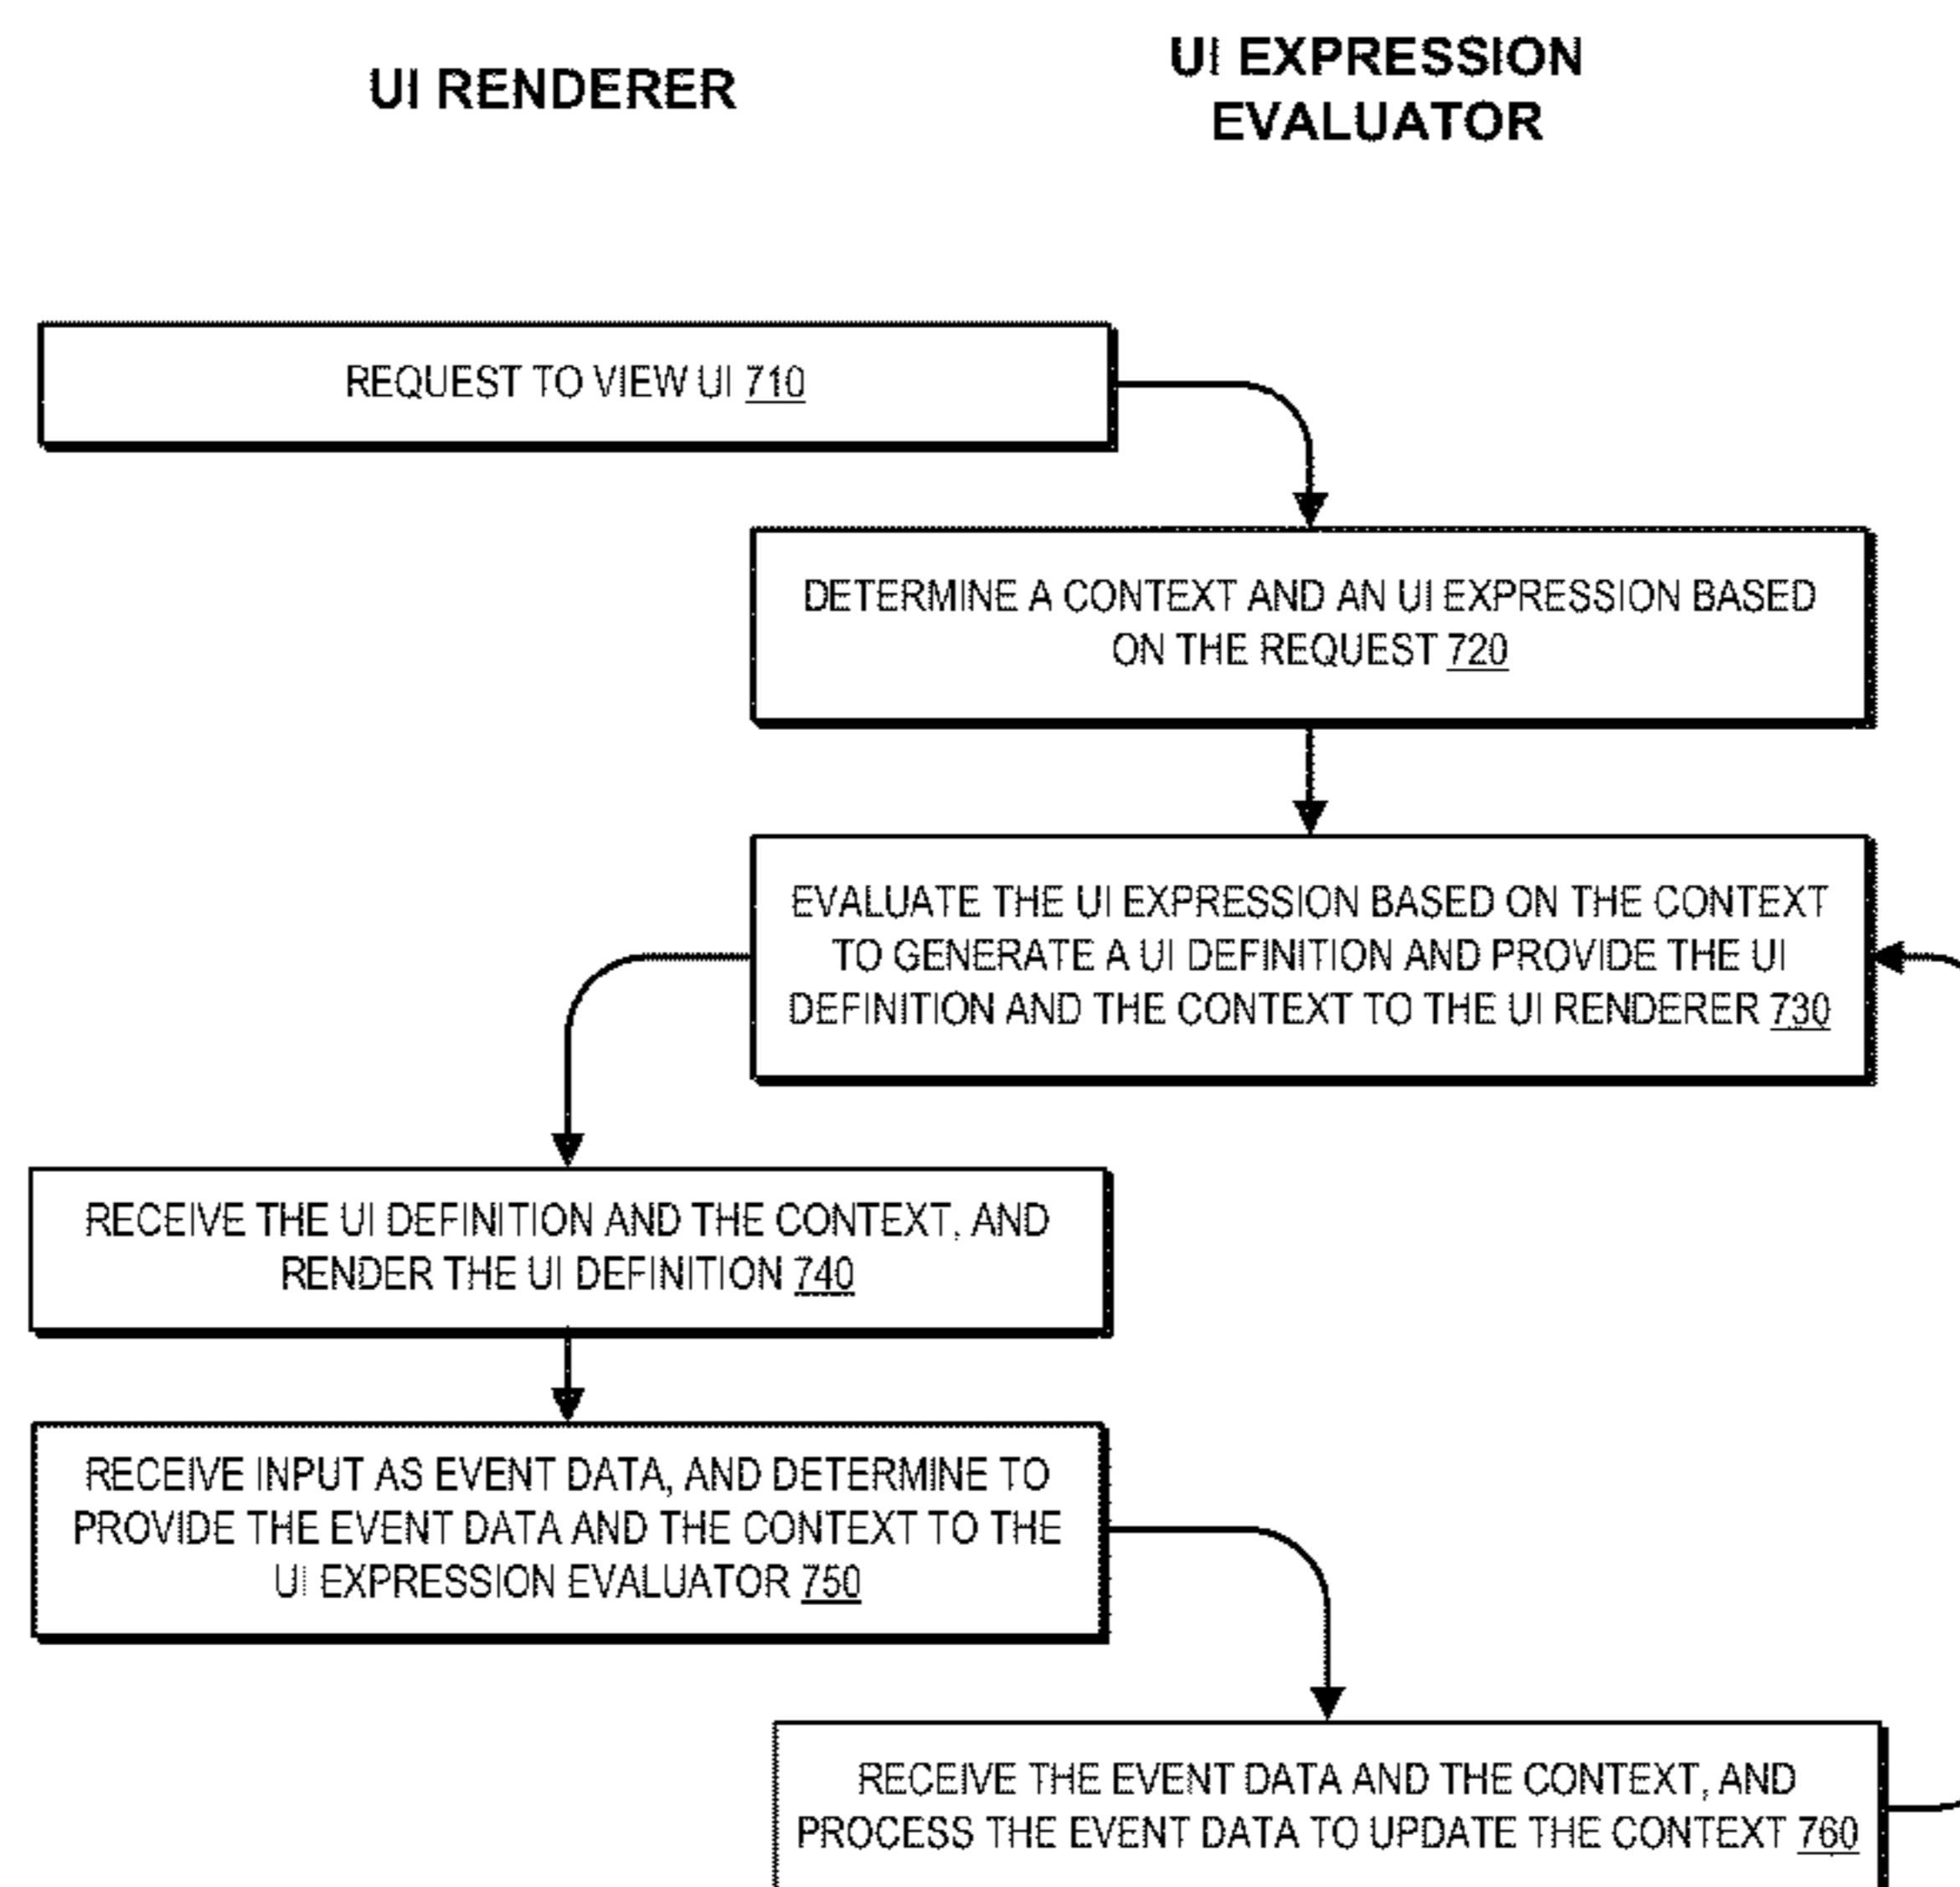 UI RENDERER
UI EXPRESSION
EVALUATOR
REQUEST TO VIEW UI 710
DETERMINE A CONTEXT AND AN UI EXPRESSION BASED
ON THE REQUEST 720
EVALUATE THE UI EXPRESSION BASED ON THE CONTEXT
TO GENERATE A UI DEFINITION AND PROVIDE THE UI
DEFINITION AND THE CONTEXT TO THE UI RENDERER 730
RECEIVE THE UI DEFINITION AND THE CONTEXT, AND
RENDER THE UI DEFINITION 740
RECEIVE INPUT AS EVENT DATA, AND DETERMINE TO
PROVIDE THE EVENT DATA AND THE CONTEXT TO THE
UI EXPRESSION EVALUATOR 750
RECEIVE THE EVENT DATA AND THE CONTEXT, AND
PROCESS THE EVENT DATA TO UPDATE THE CONTEXT 760